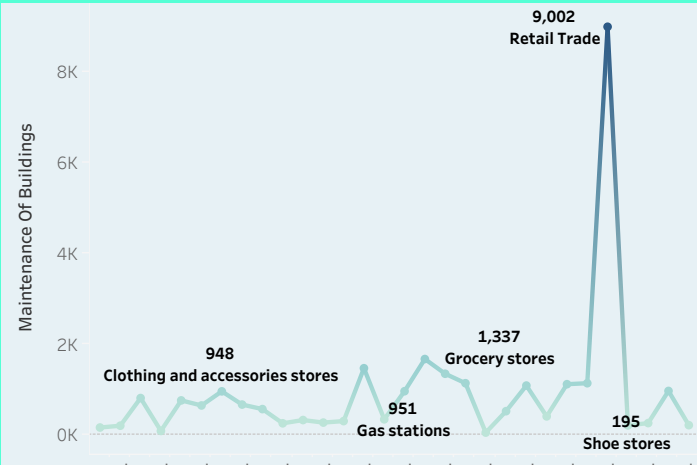 9,002
Retail Trade
8K
6K
4K
2K
0K
Maintenance Of Buildings
948
Clothing and accessories stores
1,337
Grocery stores
951
Gas stations
195
Shoe stores